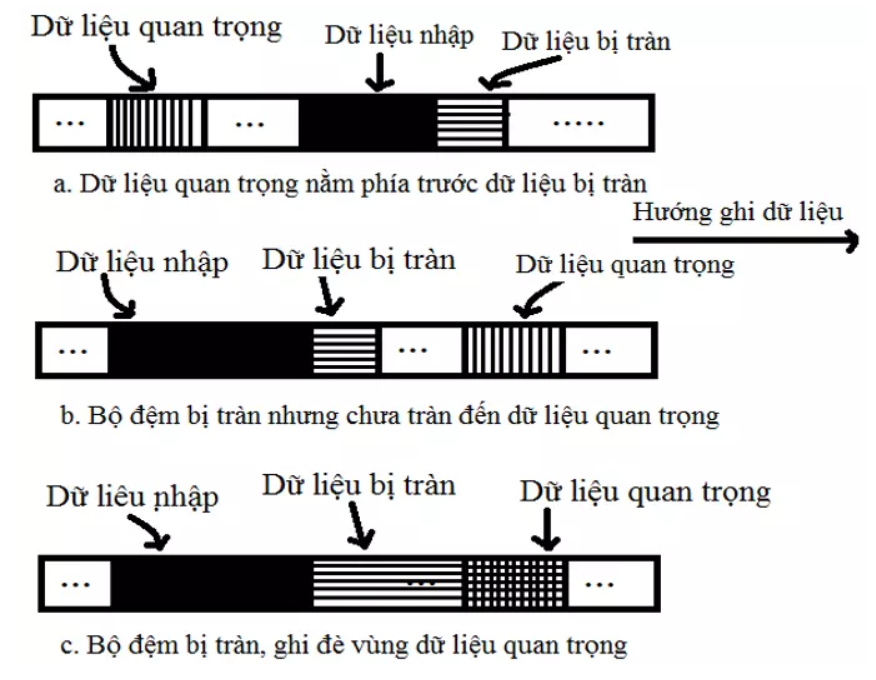 Dữ liệu quan trọng Dữ liệu nhập Dữ liệu bị tràn
... ... .....
a. Dữ liệu quan trọng nằm phía trước dữ liệu bị tràn
Hướng ghi dữ liệu
Dữ liệu nhập Dữ liệu bị tràn Dữ liệu quan trọng
... ... ...
b. Bộ đệm bị tràn nhưng chưa tràn đến dữ liệu quan trọng
Dữ liêu nhập Dữ liệu bị tràn Dữ liệu quan trọng
... ... ...
c. Bộ đệm bị tràn, ghi đè vùng dữ liệu quan trọng